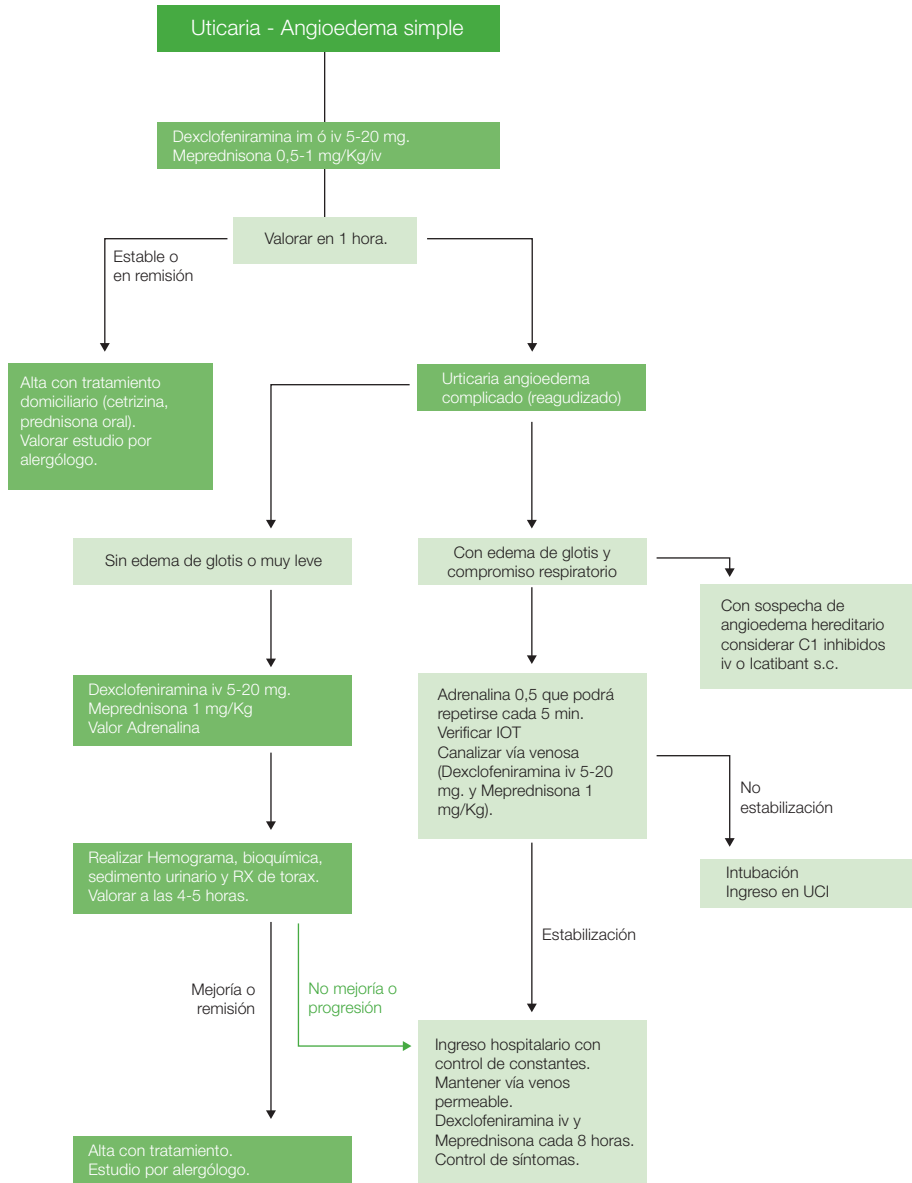 Uticaria - Angioedema simple
Dexclofeniramina im ó iv 5-20 mg.
Meprednisona 0,5-1 mg/Kg/iv
Valorar en 1 hora.
Estable o
en remisión
Alta con tratamiento
domiciliario (cetrizina,
prednisona oral).
Valorar estudio por
alergólogo.
Urticaria angioedema
complicado (reagudizado)
Sin edema de glotis o muy leve
Con edema de glotis y
compromiso respiratorio
Con sospecha de
angioedema hereditario
considerar C1 inhibidos
iv o Icatibant s.c.
Dexclofeniramina iv 5-20 mg.
Meprednisona 1 mg/Kg
Valor Adrenalina
Adrenalina 0,5 que podrá
repetirse cada 5 min.
Verificar IOT
Canalizar vía venosa
(Dexclofeniramina iv 5-20
mg. y Meprednisona 1
mg/Kg).
No
estabilización
Realizar Hemograma, bioquímica,
sedimento urinario y RX de torax.
Valorar a las 4-5 horas.
Intubación
Ingreso en UCI
Estabilización
Mejoría o
remisión
No mejoría o
progresión
Ingreso hospitalario con
control de constantes.
Mantener vía venos
permeable.
Dexclofeniramina iv y
Meprednisona cada 8 horas.
Control de síntomas.
Alta con tratamiento.
Estudio por alergólogo.